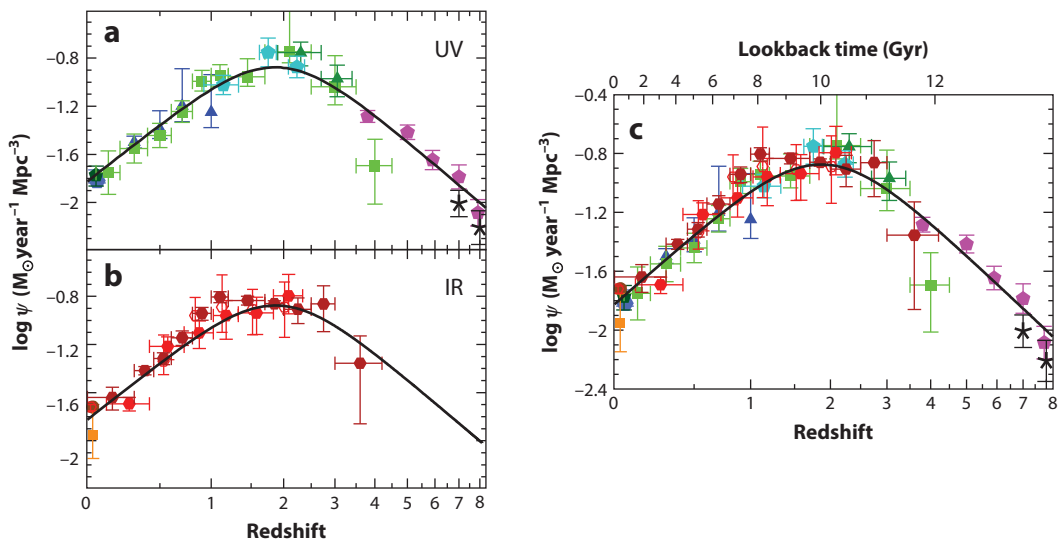 a
UV
−0.8
−1.2
−1.6
−2
b
IR
−0.8
−1.2
−1.6
−2
0 1 2 3 4 5 6 7 8
Redshift
log ψ (M⊙ year−1 Mpc−3)
Lookback time (Gyr)
0 2 4 6 8 10 12
c
−0.4
−0.8
−1.2
−1.6
−2
−2.4
0 1 2 3 4 5 6 7 8
Redshift
log ψ (M⊙ year−1 Mpc−3)